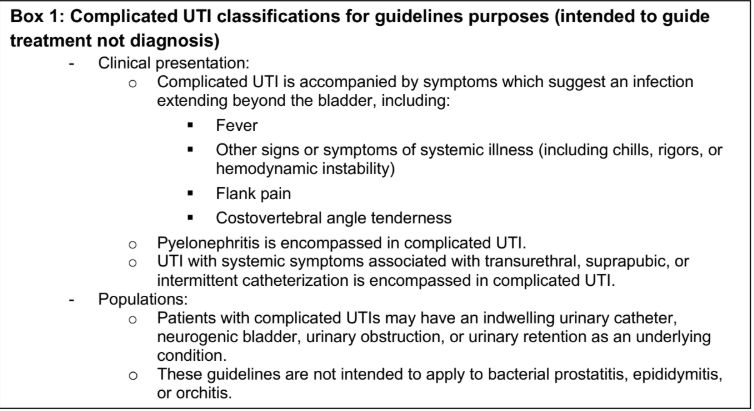 Box 1: Complicated UTI classifications for guidelines purposes (intended to guide
treatment not diagnosis)
- Clinical presentation:
o Complicated UTI is accompanied by symptoms which suggest an infection
extending beyond the bladder, including:
▪ Fever
▪ Other signs or symptoms of systemic illness (including chills, rigors, or
hemodynamic instability)
▪ Flank pain
▪ Costovertebral angle tenderness
o Pyelonephritis is encompassed in complicated UTI.
o UTI with systemic symptoms associated with transurethral, suprapubic, or
intermittent catheterization is encompassed in complicated UTI.
- Populations:
o Patients with complicated UTIs may have an indwelling urinary catheter,
neurogenic bladder, urinary obstruction, or urinary retention as an underlying
condition.
o These guidelines are not intended to apply to bacterial prostatitis, epididymitis,
or orchitis.